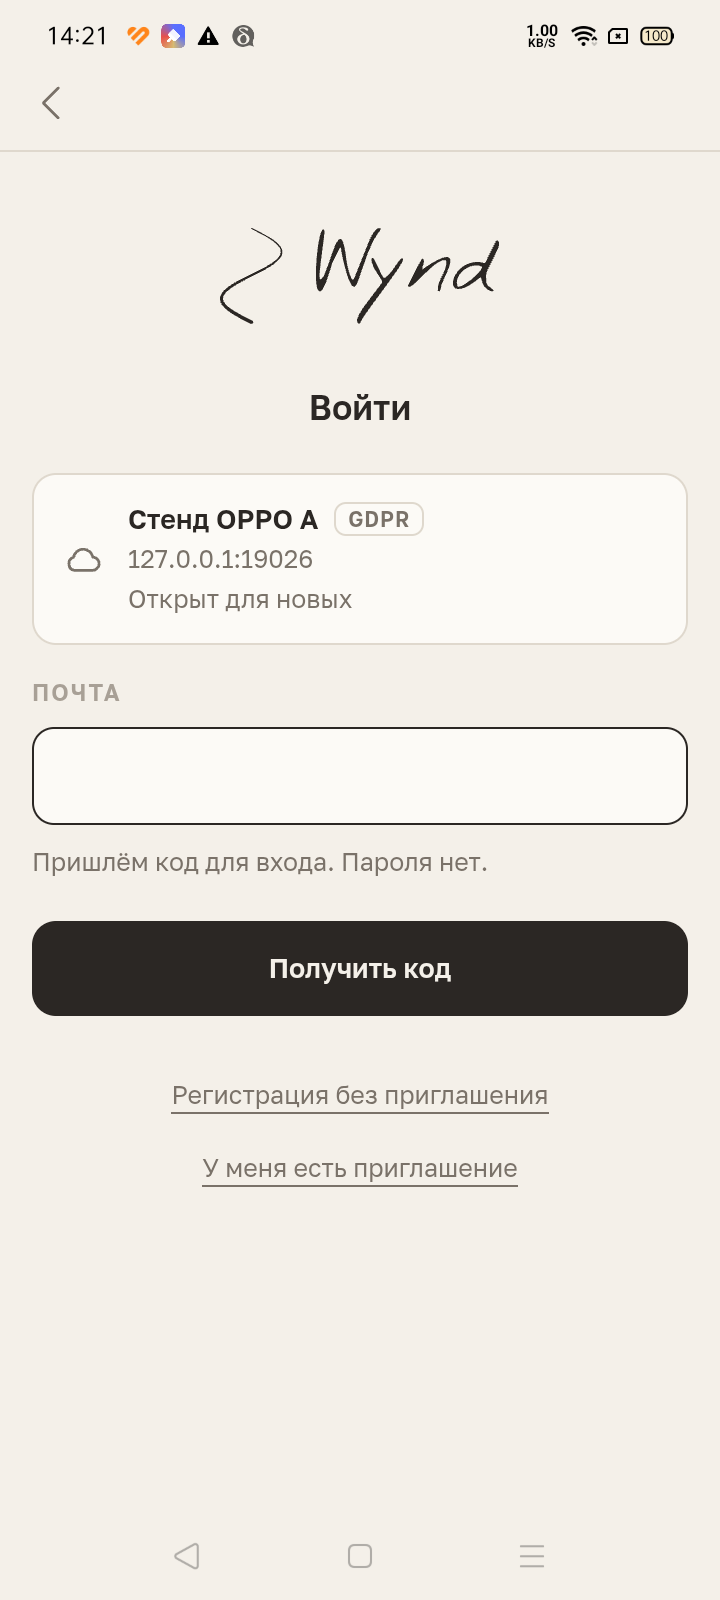 14:21
1.00
KB/S
100
Wynd
Войти
Стенд OPPO A GDPR
127.0.0.1:19026
Открыт для новых
ПОЧТА
Пришлём код для входа. Пароля нет.
Получить код
Регистрация без приглашения
У меня есть приглашение